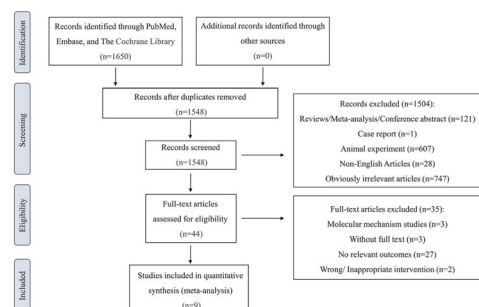 Identification
Records identified through PubMed,
Embase, and The Cochrane Library
(n=1650)
Additional records identified through
other sources
(n=0)
Screening
Records after duplicates removed
(n=1548)
Records screened
(n=1548)
Records excluded (n=1504):
Reviews/Meta-analysis/Conference abstract (n=121)
Case report (n=1)
Animal experiment (n=607)
Non-English Articles (n=28)
Obviously irrelevant articles (n=747)
Eligibility
Full-text articles
assessed for eligibility
(n=44)
Full-text articles excluded (n=35):
Molecular mechanism studies (n=3)
Without full text (n=3)
No relevant outcomes (n=27)
Wrong/ Inappropriate intervention (n=2)
Included
Studies included in quantitative
synthesis (meta-analysis)
(n=9)